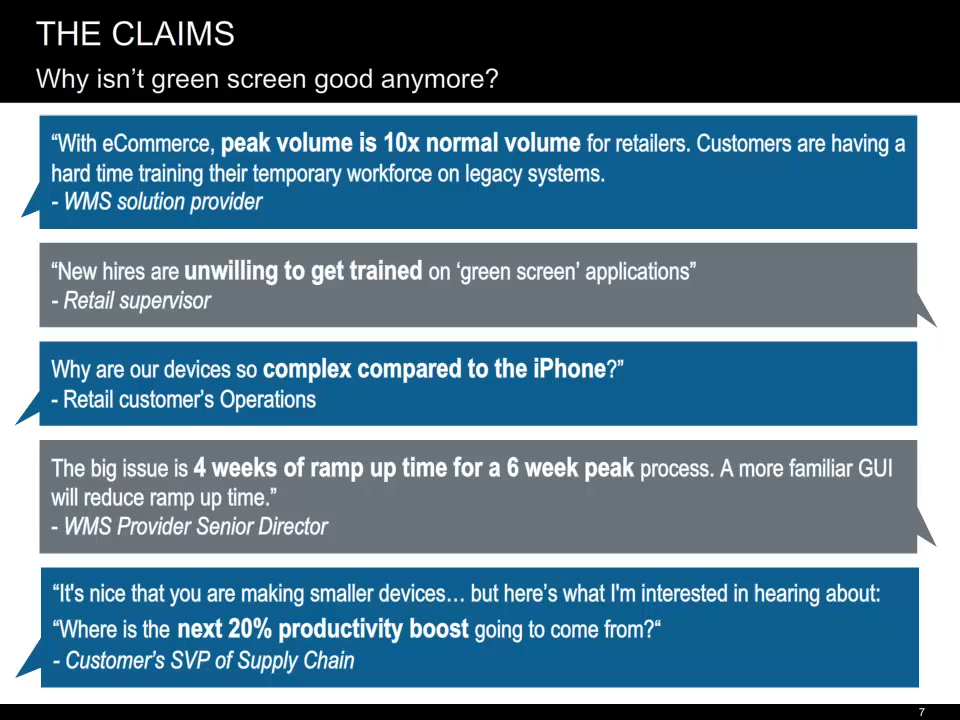 THE CLAIMS
Why isn’t green screen good anymore?
“With eCommerce, peak volume is 10x normal volume for retailers. Customers are having a
hard time training their temporary workforce on legacy systems.
- WMS solution provider
“New hires are unwilling to get trained on ‘green screen’ applications”
- Retail supervisor
Why are our devices so complex compared to the iPhone?”
- Retail customer’s Operations
The big issue is 4 weeks of ramp up time for a 6 week peak process. A more familiar GUI
will reduce ramp up time.”
- WMS Provider Senior Director
“It's nice that you are making smaller devices… but here’s what I'm interested in hearing about:
“Where is the next 20% productivity boost going to come from?“
- Customer’s SVP of Supply Chain
7